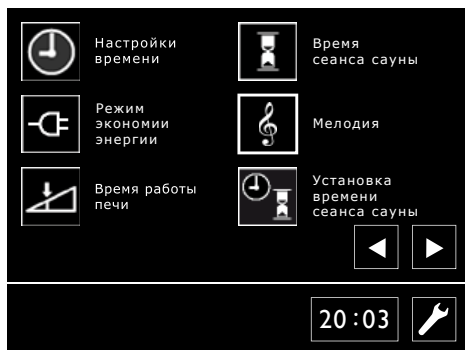 Настройки
времени
Время
сеанса сауны
Режим
экономии
энергии
Мелодия
Время работы
печи
Установка
времени
сеанса сауны
20:03